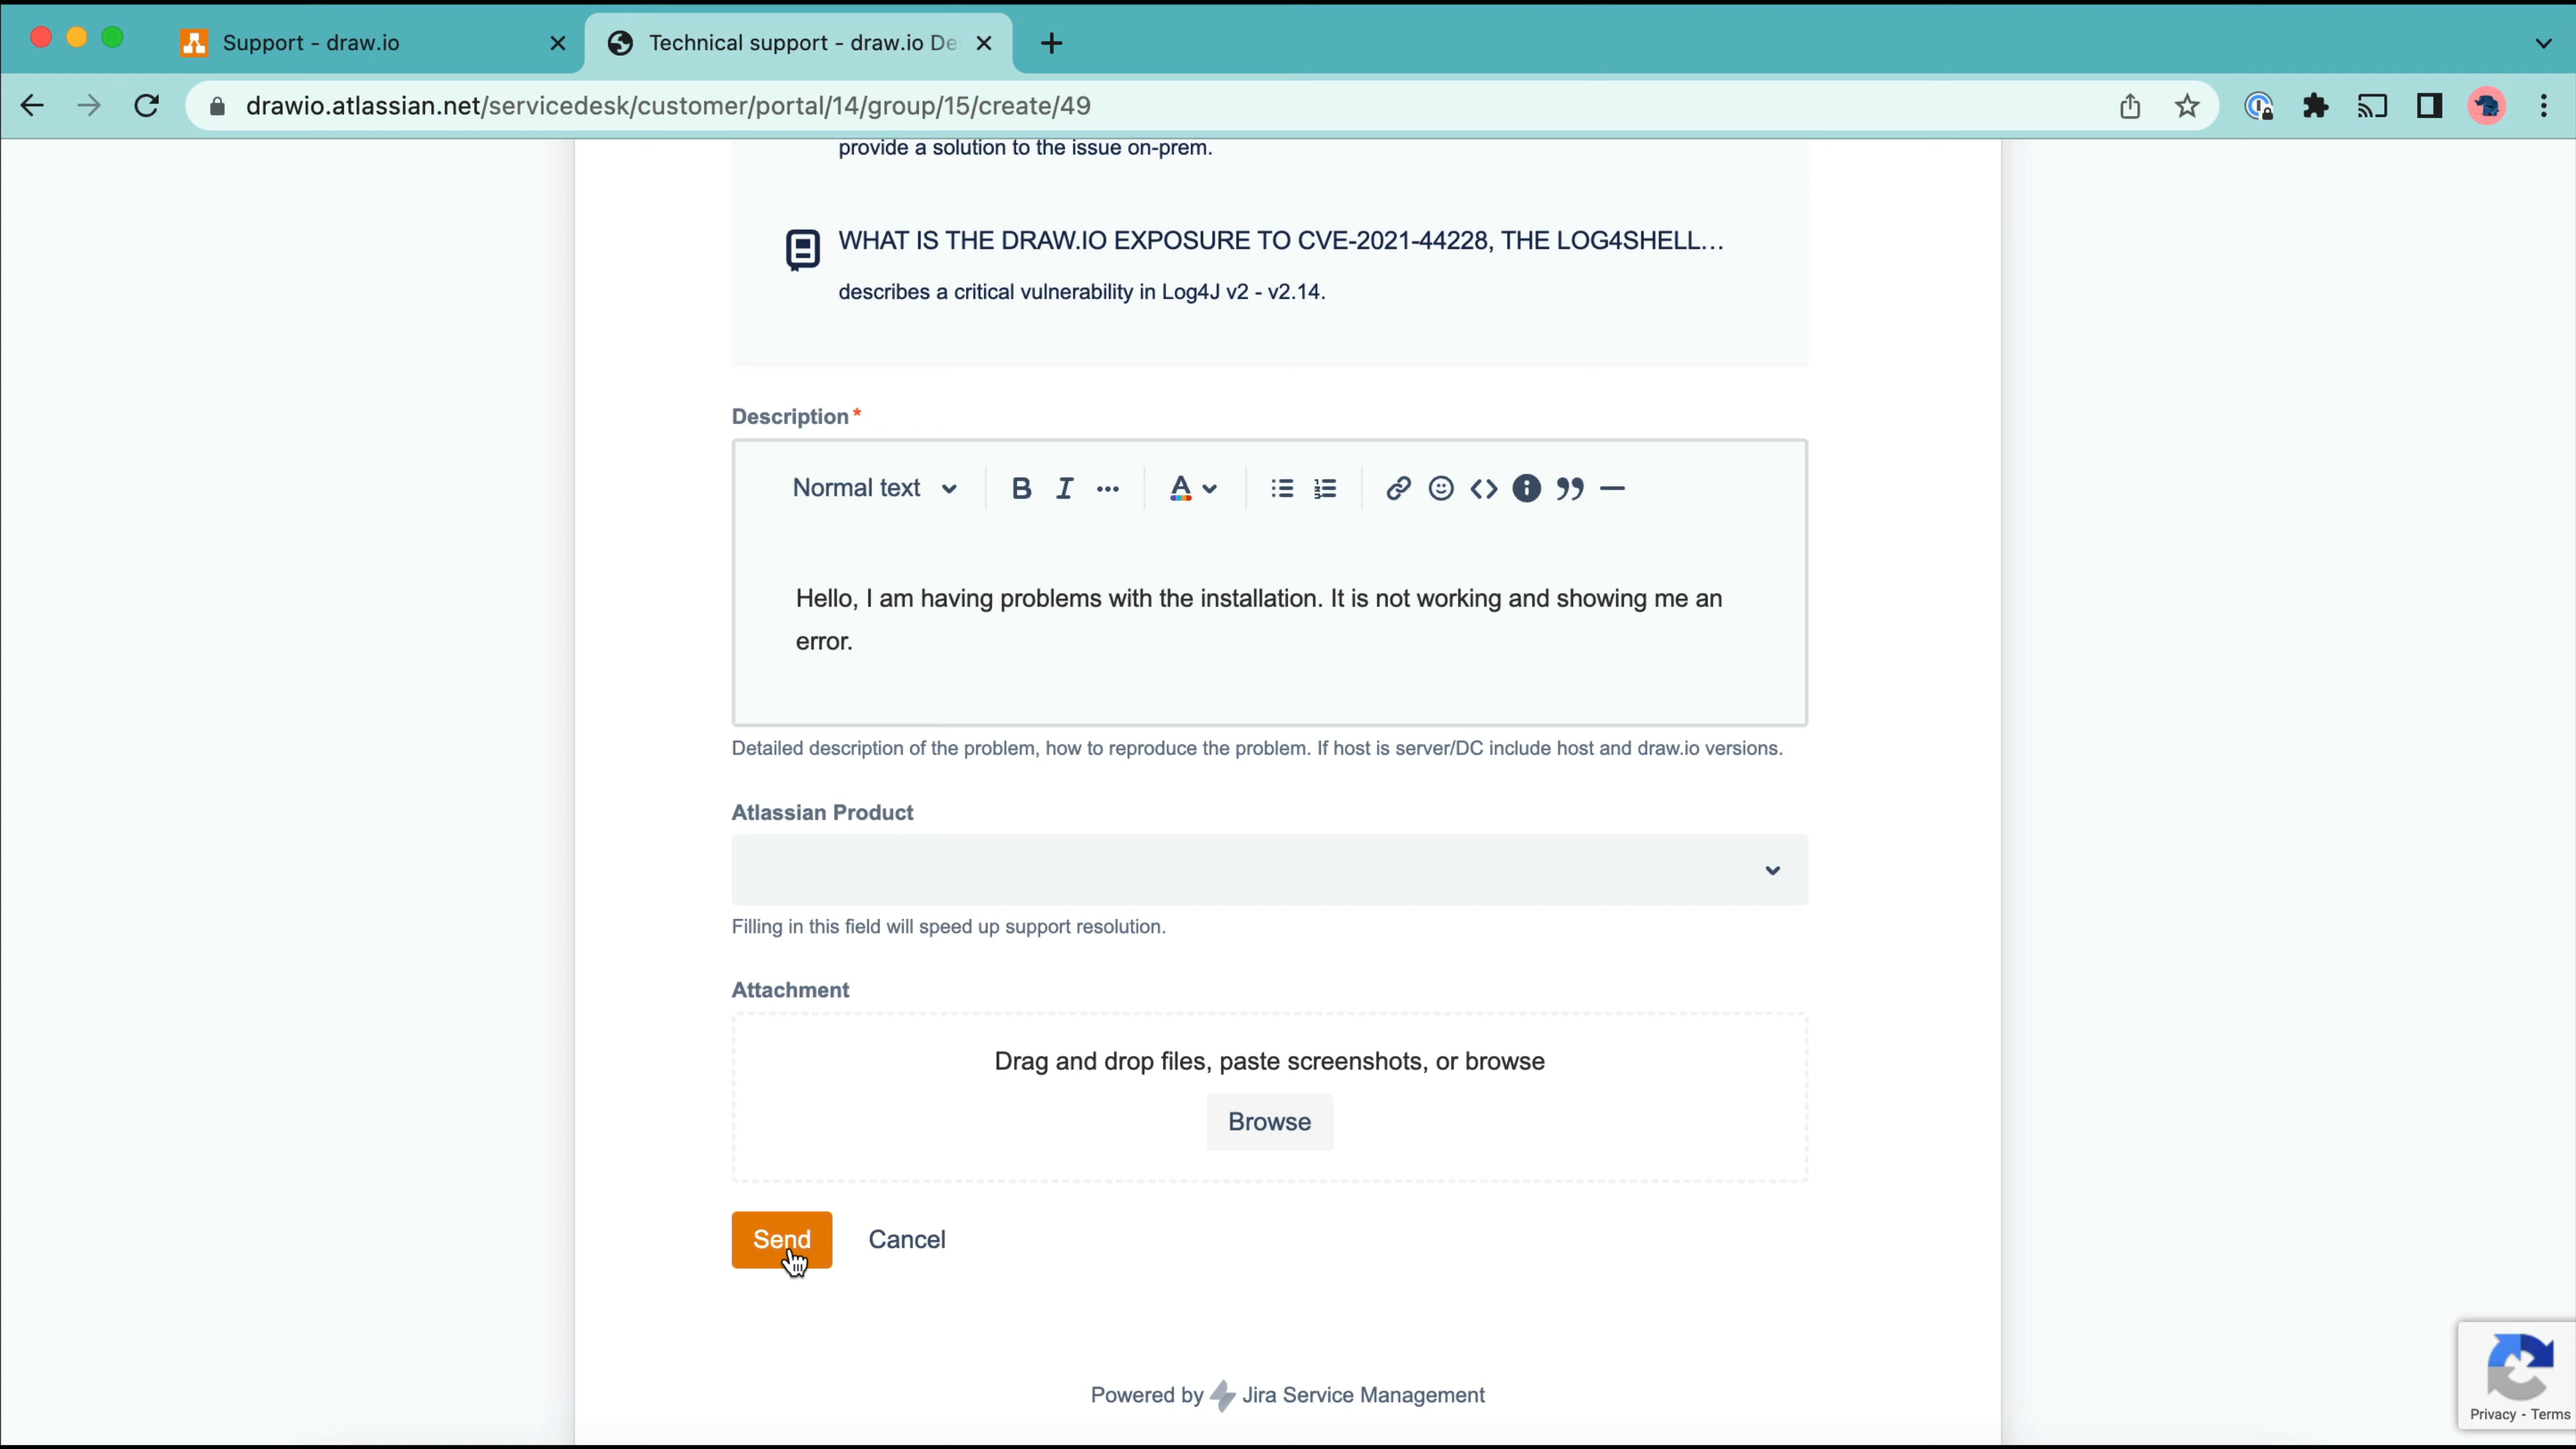 Support - draw.io
Technical support - draw.io De
drawio.atlassian.net/servicedesk/customer/portal/14/group/15/create/49
provide a solution to the issue on-prem.
WHAT IS THE DRAW.IO EXPOSURE TO CVE-2021-44228, THE LOG4SHELL…
describes a critical vulnerability in Log4J v2 - v2.14.
Description*
Normal text
Hello, I am having problems with the installation. It is not working and showing me an
error.
Detailed description of the problem, how to reproduce the problem. If host is server/DC include host and draw.io versions.
Atlassian Product
Filling in this field will speed up support resolution.
Attachment
Drag and drop files, paste screenshots, or browse
Browse
Send Cancel
Powered by Jira Service Management
Privacy - Terms